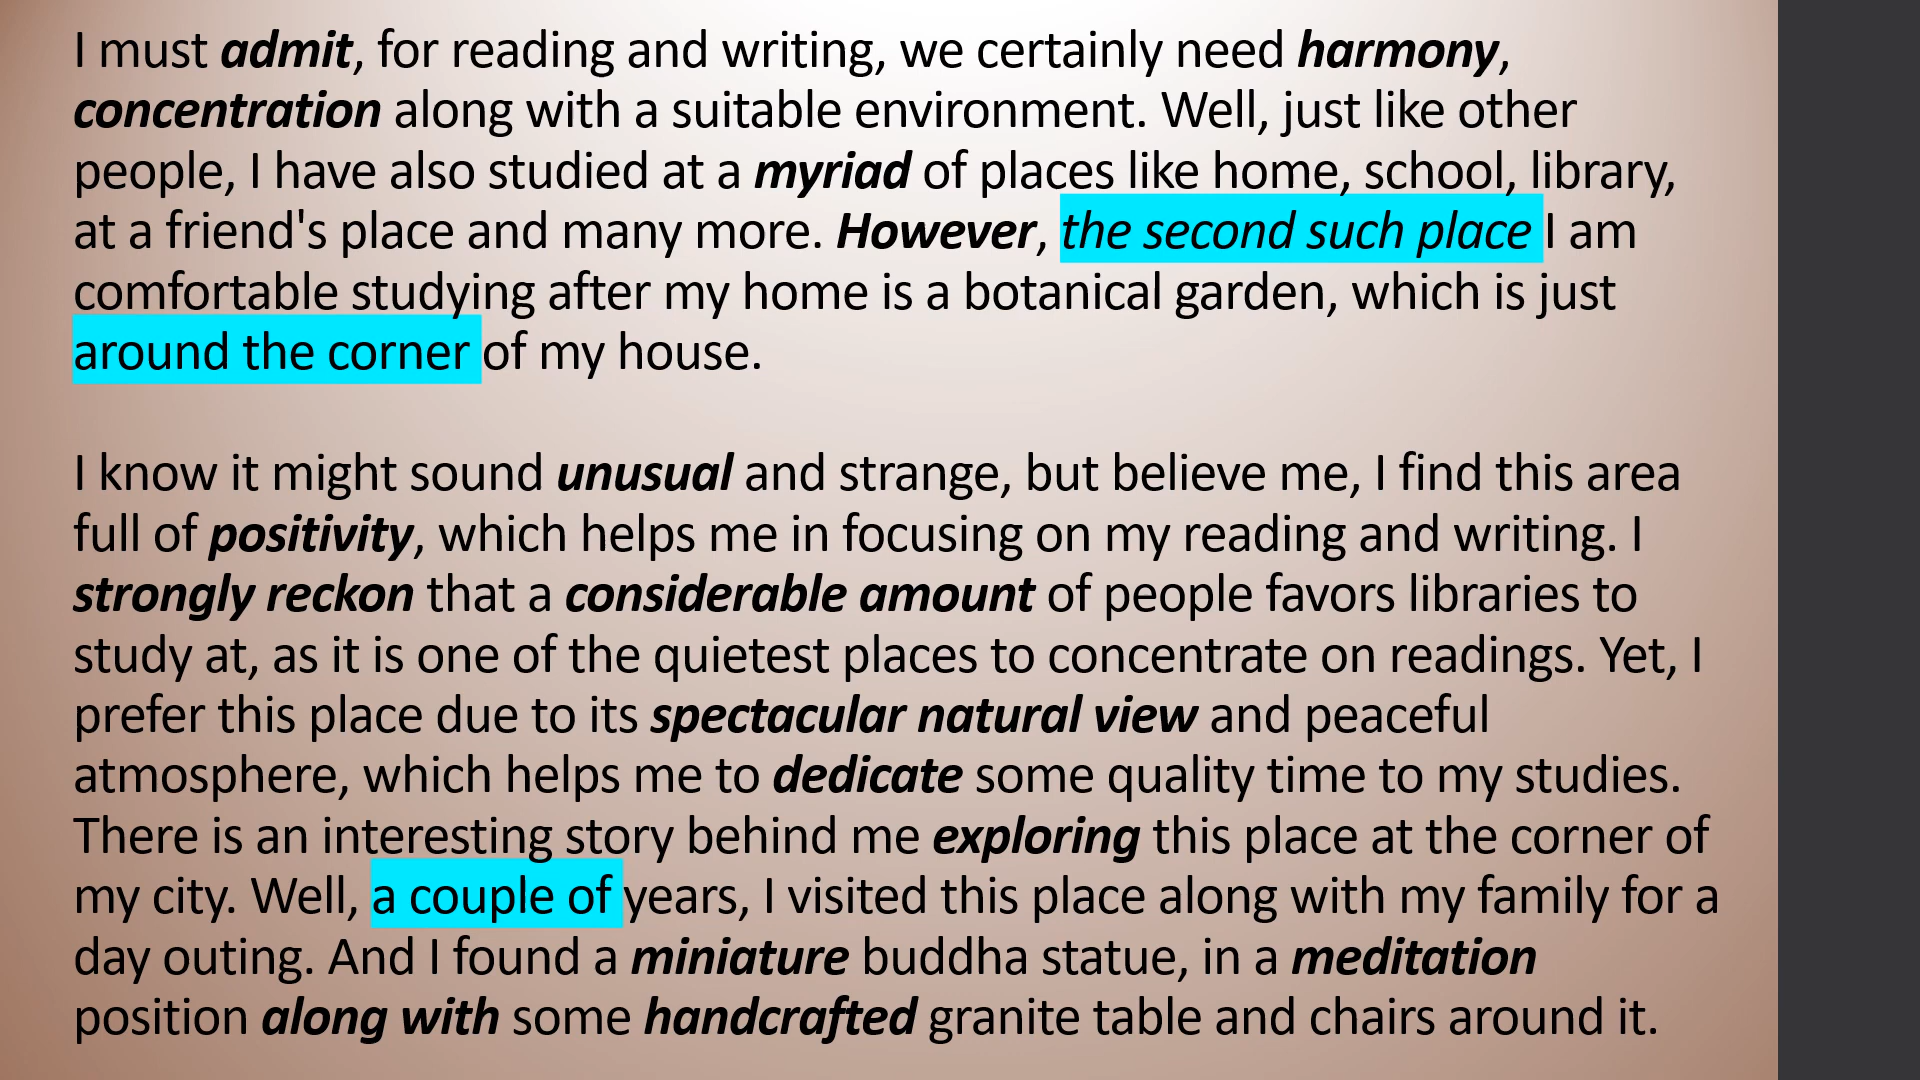 I must admit, for reading and writing, we certainly need harmony,
concentration along with a suitable environment. Well, just like other
people, I have also studied at a myriad of places like home, school, library,
at a friend's place and many more. However, the second such place I am
comfortable studying after my home is a botanical garden, which is just
around the corner of my house.
I know it might sound unusual and strange, but believe me, I find this area
full of positivity, which helps me in focusing on my reading and writing. I
strongly reckon that a considerable amount of people favors libraries to
study at, as it is one of the quietest places to concentrate on readings. Yet, I
prefer this place due to its spectacular natural view and peaceful
atmosphere, which helps me to dedicate some quality time to my studies.
There is an interesting story behind me exploring this place at the corner of
my city. Well, a couple of years, I visited this place along with my family for a
day outing. And I found a miniature buddha statue, in a meditation
position along with some handcrafted granite table and chairs around it.